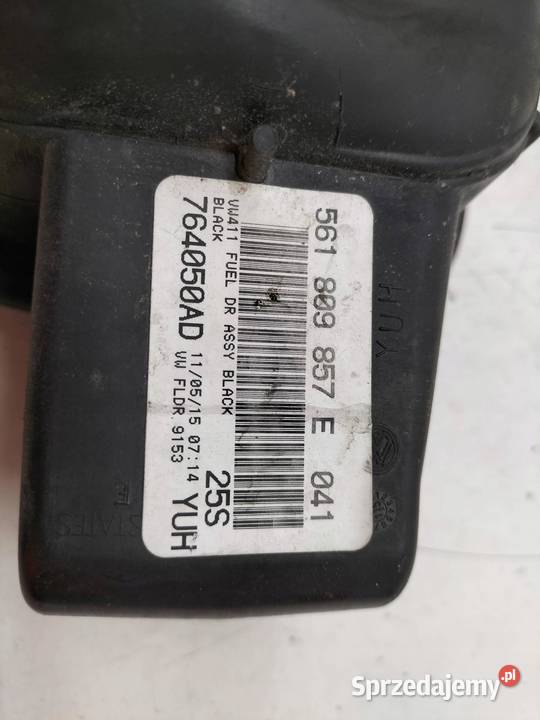 561 809 857 E 041
VW411 FUEL DR ASSY BLACK
BLACK
25S
764050AD
11/05/15 07:14
VW FLDR 9153
YUH
YUH
STATES
Sprzedajemy.pl